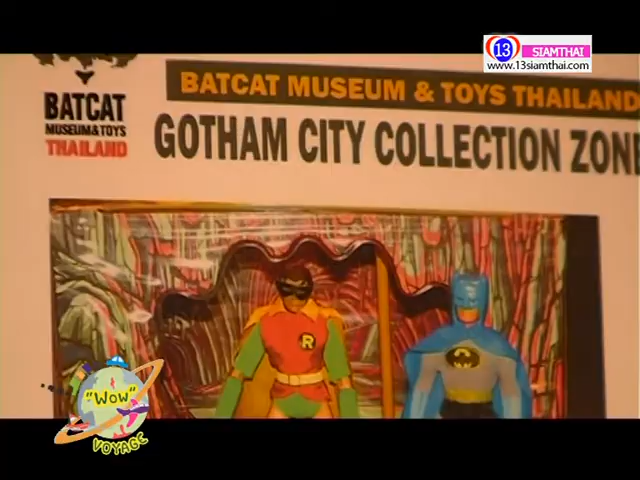 13 SIAMTHAI
www.13siamthai.com
BATCAT MUSEUM & TOYS THAILAND
BATCAT
MUSEUM & TOYS
THAILAND
GOTHAM CITY COLLECTION ZONE
R
"WOW"
VOYAGE